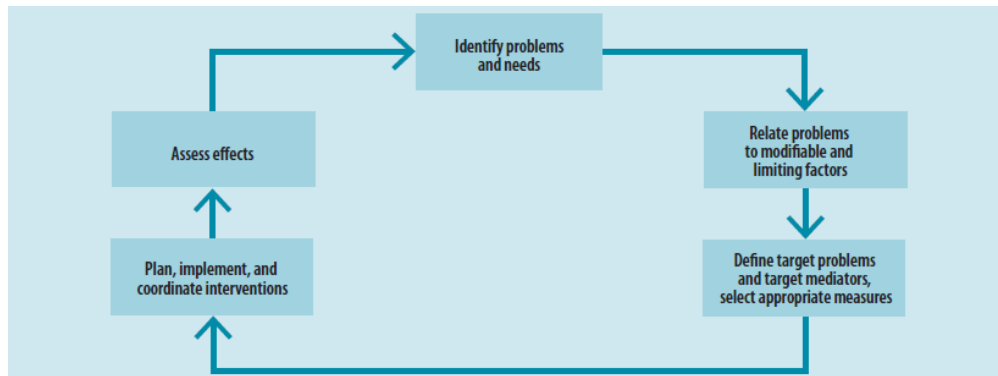 Identify problems
and needs
Relate problems
to modifiable and
limiting factors
Define target problems
and target mediators,
select appropriate measures
Plan, implement, and
coordinate interventions
Assess effects